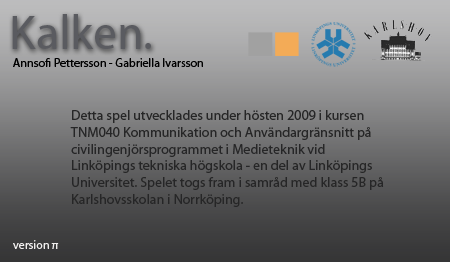 Kalken.
KARLSHOF
Annsofi Pettersson - Gabriella Ivarsson
Detta spel utvecklades under hösten 2009 i kursen
TNM040 Kommunikation och Användargränsnitt på
civilingenjörsprogrammet i Medieteknik vid
Linköpings tekniska högskola - en del av Linköpings
Universitet. Spelet togs fram i samråd med klass 5B på
Karlshovsskolan i Norrköping.
version π